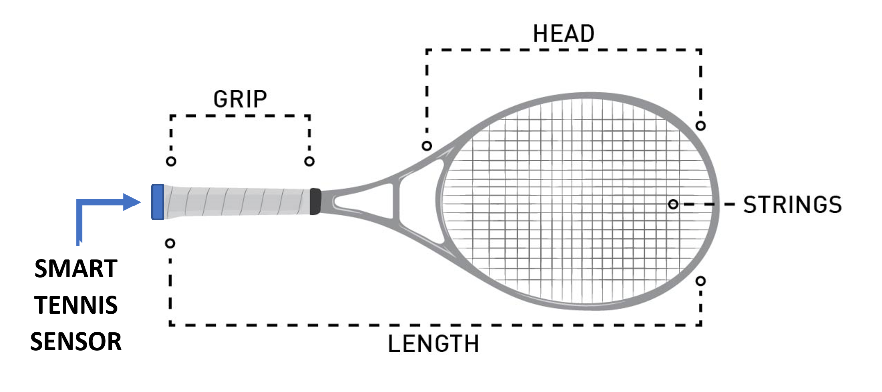 HEAD
GRIP
STRINGS
SMART
TENNIS
SENSOR
LENGTH